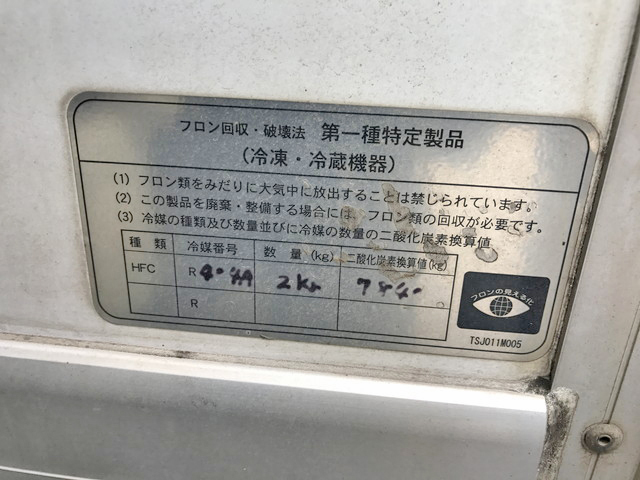 フロン回収・破壊法 第一種特定製品
（冷凍・冷蔵機器）
(1) フロン類をみだりに大気中に放出することは禁じられています。
(2) この製品を廃棄・整備する場合には、フロン類の回収が必要です。
(3) 冷媒の種類及び数量並びに冷媒の数量の二酸化炭素換算値
種 類 冷媒番号 数 量 (kg) 二酸化炭素換算値(kg)
HFC R 404A 2kg
R
フロンの見える化
TSJ011M005